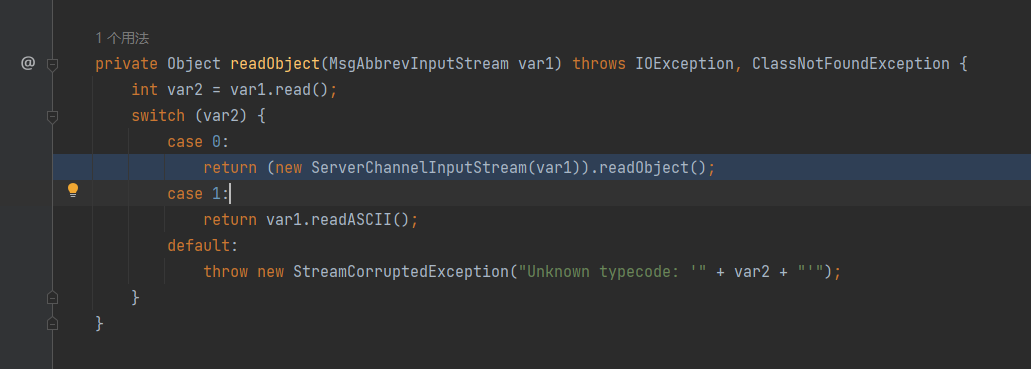 1 个用法
@ private Object readObject(MsgAbbrevInputStream var1) throws IOException, ClassNotFoundException {
int var2 = var1.read();
switch (var2) {
case 0:
return (new ServerChannelInputStream(var1)).readObject();
case 1:
return var1.readASCII();
default:
throw new StreamCorruptedException("Unknown typecode: '" + var2 + "'");
}
}